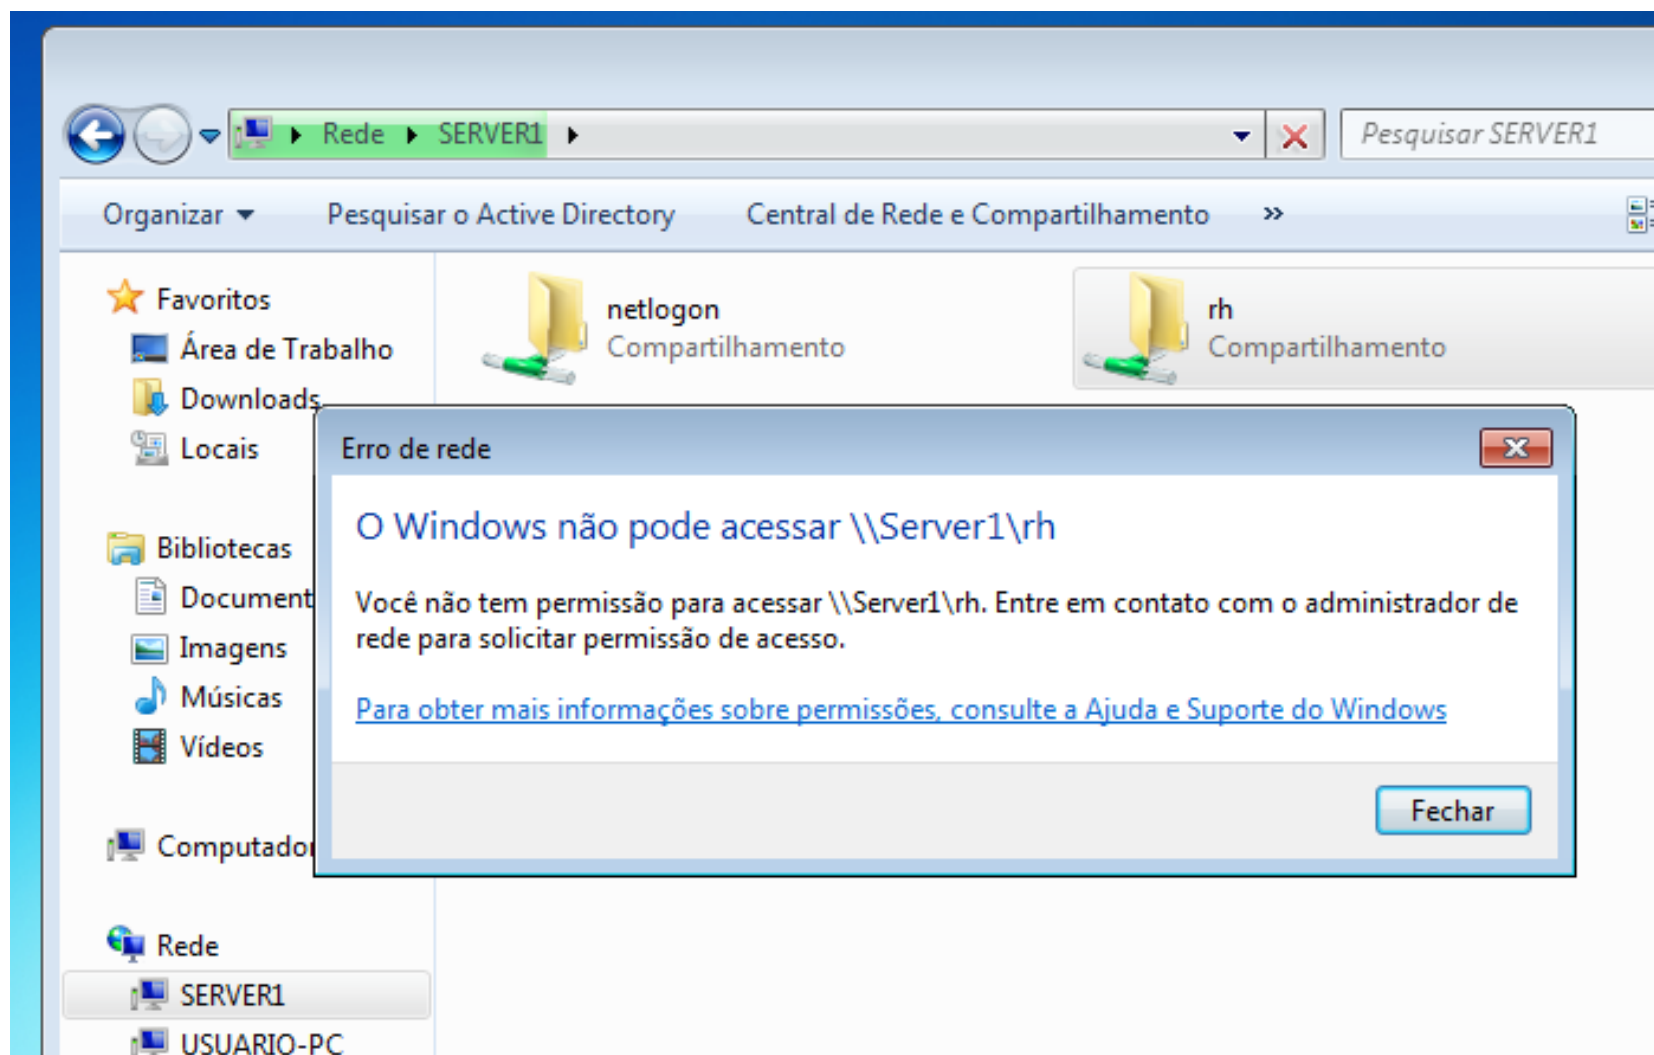 Rede SERVER1
Pesquisar SERVER1
Organizar Pesquisar o Active Directory Central de Rede e Compartilhamento »
Favoritos
Área de Trabalho
Downloads
Locais
netlogon
Compartilhamento
rh
Compartilhamento
Erro de rede
O Windows não pode acessar \\Server1\rh
Você não tem permissão para acessar \\Server1\rh. Entre em contato com o administrador de
rede para solicitar permissão de acesso.
Para obter mais informações sobre permissões, consulte a Ajuda e Suporte do Windows
Fechar
Bibliotecas
Document
Imagens
Músicas
Vídeos
Computador
Rede
SERVER1
USUARIO-PC